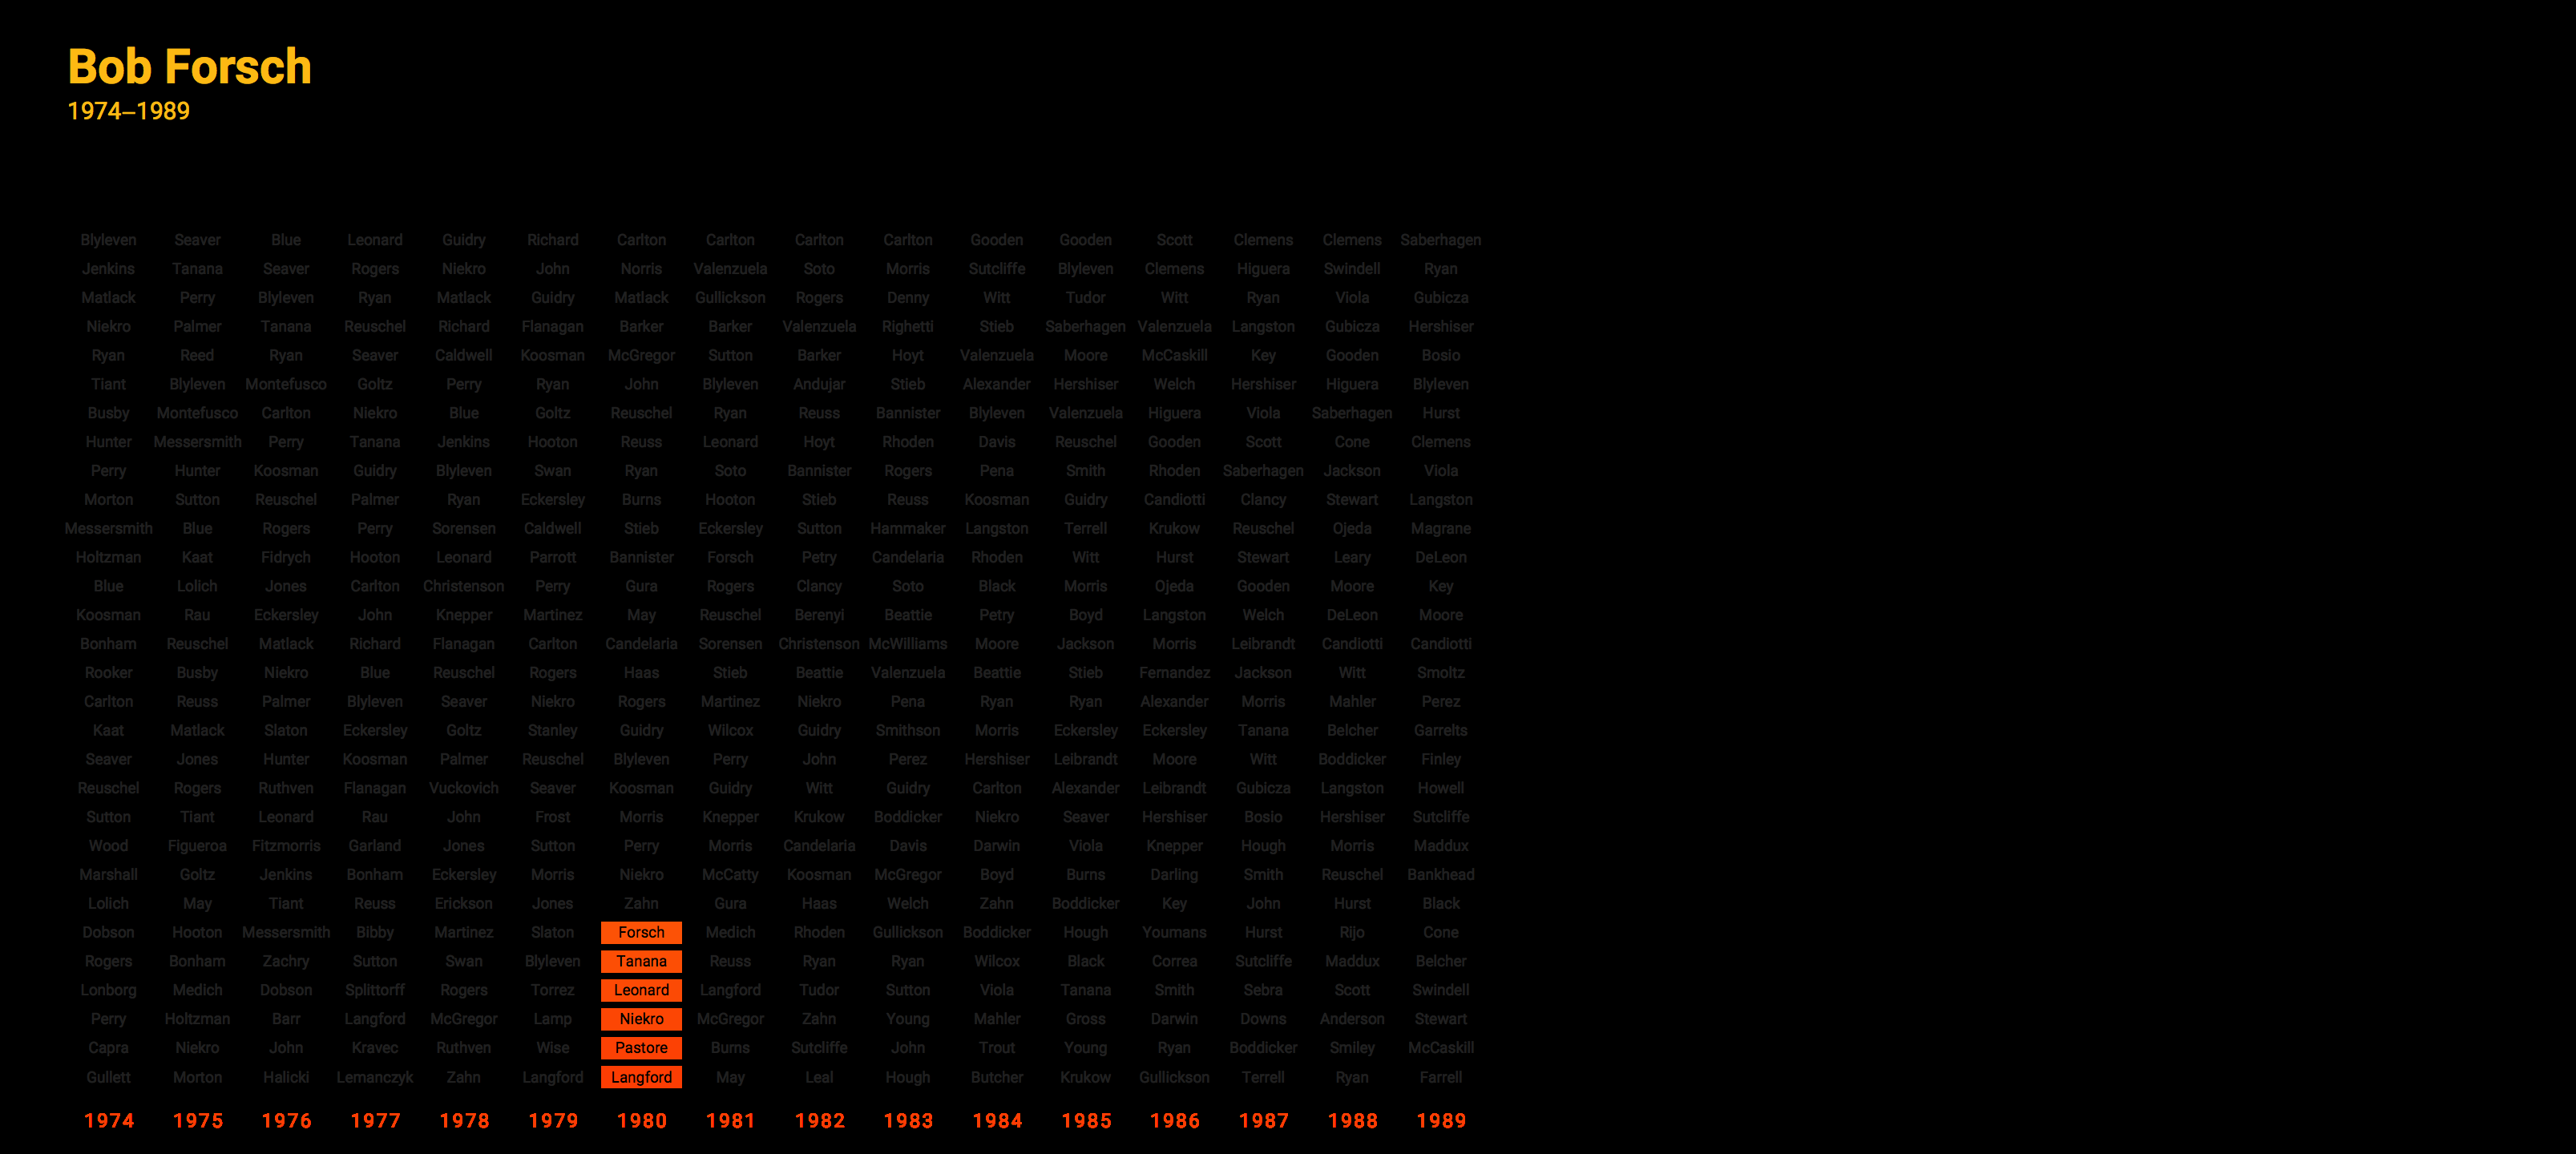 Bob Forsch
1974–1989
Blyleven Seaver Blue Leonard Guidry Richard Carlton Carlton Carlton Carlton Gooden Gooden Scott Clemens Clemens Saberhagen
Jenkins Tanana Seaver Rogers Niekro John Norris Valenzuela Soto Morris Sutcliffe Blyleven Clemens Higuera Swindell Ryan
Matlack Perry Blyleven Ryan Matlack Guidry Matlack Gullickson Rogers Denny Witt Tudor Witt Ryan Viola Gubicza
Niekro Palmer Tanana Reuschel Richard Flanagan Barker Barker Valenzuela Righetti Stieb Saberhagen Valenzuela Langston Gubicza Hershiser
Ryan Reed Ryan Seaver Caldwell Koosman McGregor Sutton Barker Hoyt Valenzuela Moore McCaskill Key Gooden Bosio
Tiant Blyleven Montefusco Goltz Perry Ryan John Blyleven Andujar Stieb Alexander Hershiser Welch Hershiser Higuera Blyleven
Busby Montefusco Carlton Niekro Blue Goltz Reuschel Ryan Reuss Bannister Blyleven Valenzuela Higuera Viola Saberhagen Hurst
Hunter Messersmith Perry Tanana Jenkins Hooton Reuss Leonard Hoyt Rhoden Davis Reuschel Gooden Scott Cone Clemens
Perry Hunter Koosman Guidry Blyleven Swan Ryan Soto Bannister Rogers Pena Smith Rhoden Saberhagen Jackson Viola
Morton Sutton Reuschel Palmer Ryan Eckersley Burns Hooton Stieb Reuss Koosman Guidry Candiotti Clancy Stewart Langston
Messersmith Blue Rogers Perry Sorensen Caldwell Stieb Eckersley Sutton Hammaker Langston Terrell Krukow Reuschel Ojeda Magrane
Holtzman Kaat Fidrych Hooton Leonard Parrott Bannister Forsch Petry Candelaria Rhoden Witt Hurst Stewart Leary DeLeon
Blue Lolich Jones Carlton Christenson Perry Gura Rogers Clancy Soto Black Morris Ojeda Gooden Moore Key
Koosman Rau Eckersley John Knepper Martinez May Reuschel Berenyi Beattie Petry Boyd Langston Welch DeLeon Moore
Bonham Reuschel Matlack Richard Flanagan Carlton Candelaria Sorensen Christenson McWilliams Moore Jackson Morris Leibrandt Candiotti Candiotti
Rooker Busby Niekro Blue Reuschel Rogers Haas Stieb Beattie Valenzuela Beattie Stieb Fernandez Jackson Witt Smoltz
Carlton Reuss Palmer Blyleven Seaver Niekro Rogers Martinez Niekro Pena Ryan Ryan Alexander Morris Mahler Perez
Kaat Matlack Slaton Eckersley Goltz Stanley Guidry Wilcox Guidry Smithson Morris Eckersley Eckersley Tanana Belcher Garrelts
Seaver Jones Hunter Koosman Palmer Reuschel Blyleven Perry John Perez Hershiser Leibrandt Moore Witt Boddicker Finley
Reuschel Rogers Ruthven Flanagan Vuckovich Seaver Koosman Guidry Witt Guidry Carlton Alexander Leibrandt Gubicza Langston Howell
Sutton Tiant Leonard Rau John Frost Morris Knepper Krukow Boddicker Niekro Seaver Hershiser Bosio Hershiser Sutcliffe
Wood Figueroa Fitzmorris Garland Jones Sutton Perry Morris Candelaria Davis Darwin Viola Knepper Hough Morris Maddux
Marshall Goltz Jenkins Bonham Eckersley Morris Niekro McCatty Koosman McGregor Boyd Burns Darling Smith Reuschel Bankhead
Lolich May Tiant Reuss Erickson Jones Zahn Gura Haas Welch Zahn Boddicker Key John Hurst Black
Dobson Hooton Messersmith Bibby Martinez Slaton Forsch Medich Rhoden Gullickson Boddicker Hough Youmans Hurst Rijo Cone
Rogers Bonham Zachry Sutton Swan Blyleven Tanana Reuss Ryan Ryan Wilcox Black Correa Sutcliffe Maddux Belcher
Lonborg Medich Dobson Splittorff Rogers Torrez Leonard Langford Tudor Sutton Viola Tanana Smith Sebra Scott Swindell
Perry Holtzman Barr Langford McGregor Lamp Niekro McGregor Zahn Young Mahler Gross Darwin Downs Anderson Stewart
Capra Niekro John Kravec Ruthven Wise Pastore Burns Sutcliffe John Trout Young Ryan Boddicker Smiley McCaskill
Gullett Morton Halicki Lemanczyk Zahn Langford Langford May Leal Hough Butcher Krukow Gullickson Terrell Ryan Farrell
1974 1975 1976 1977 1978 1979 1980 1981 1982 1983 1984 1985 1986 1987 1988 1989